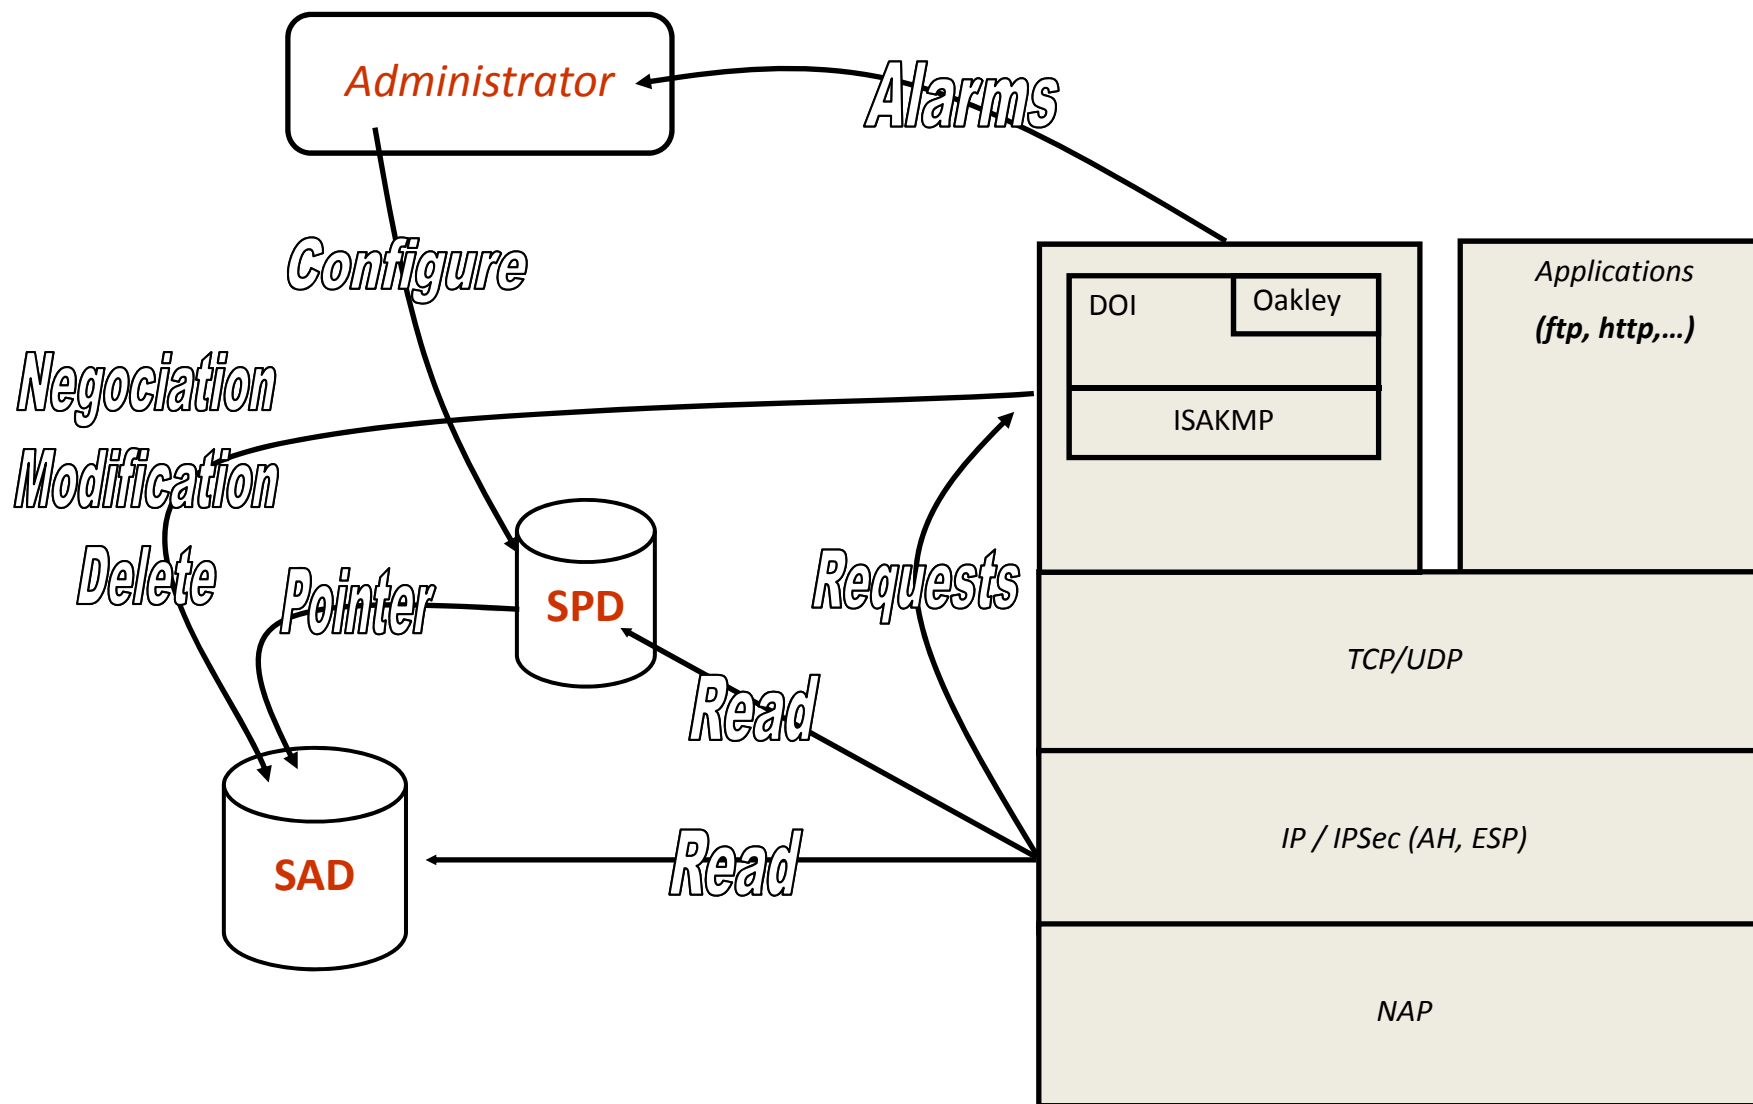 Administrator
Alarms
Configure
DOI
Oakley
ISAKMP
Applications
(ftp, http,...)
Negociation
Modification
Delete
Pointer
SPD
Requests
Read
TCP/UDP
SAD
Read
IP / IPSec (AH, ESP)
NAP